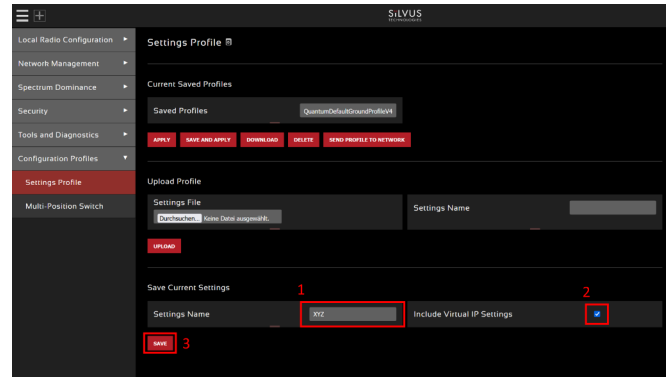 SILVUS
TECHNOLOGIES
Local Radio Configuration
Network Management
Spectrum Dominance
Security
Tools and Diagnostics
Configuration Profiles
Settings Profile
Multi-Position Switch
Settings Profile
Current Saved Profiles
Saved Profiles QuantumDefaultGroundProfileV4
APPLY SAVE AND APPLY DOWNLOAD DELETE SEND PROFILE TO NETWORK
Upload Profile
Settings File
Durchsuchen... Keine Datei ausgewählt.
Settings Name
UPLOAD
Save Current Settings
1
2
Settings Name XYZ Include Virtual IP Settings
SAVE 3